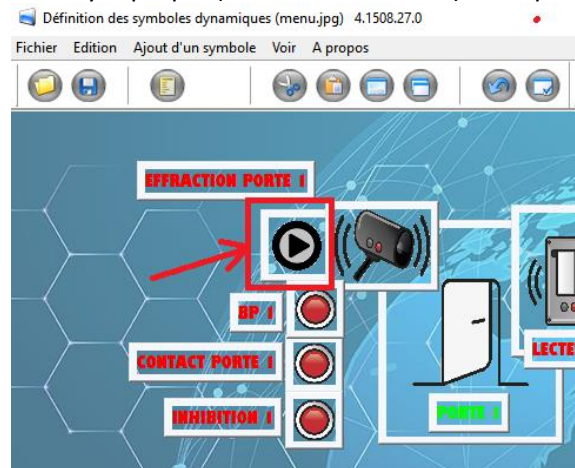 Définition des symboles dynamiques (menu.jpg) 4.1508.27.0
Fichier Edition Ajout d'un symbole Voir A propos
EFFRACTION PORTE 1
BP 1
CONTACT PORTE 1
LECTE
INHIBITION 1
PORTE 1